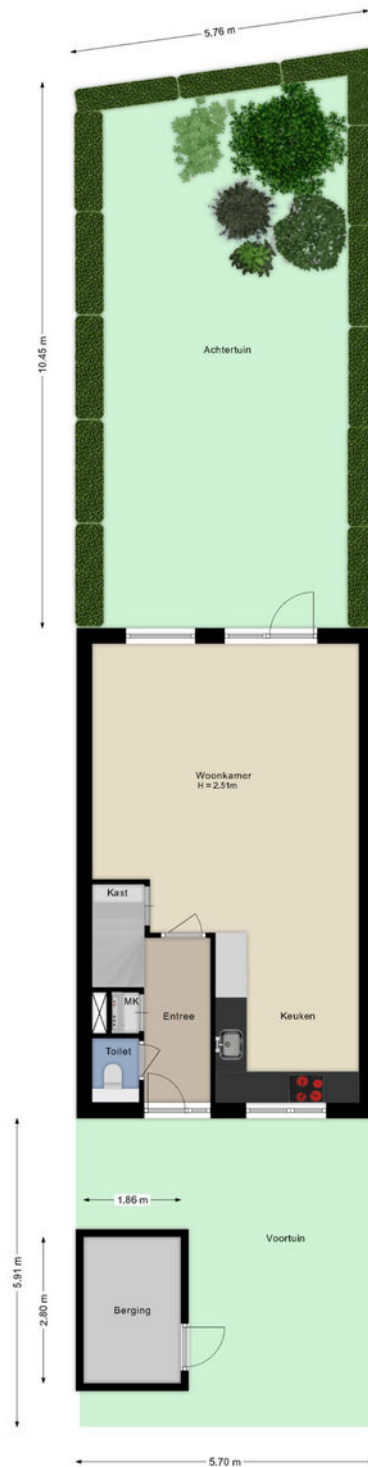 5.76 m
10.45 m
Achtertuin
Woonkamer
H = 2.51m
Kast
MK
Entree
Keuken
Toilet
1.86 m
Voortuin
5.91 m
2.80 m
Berging
5.70 m